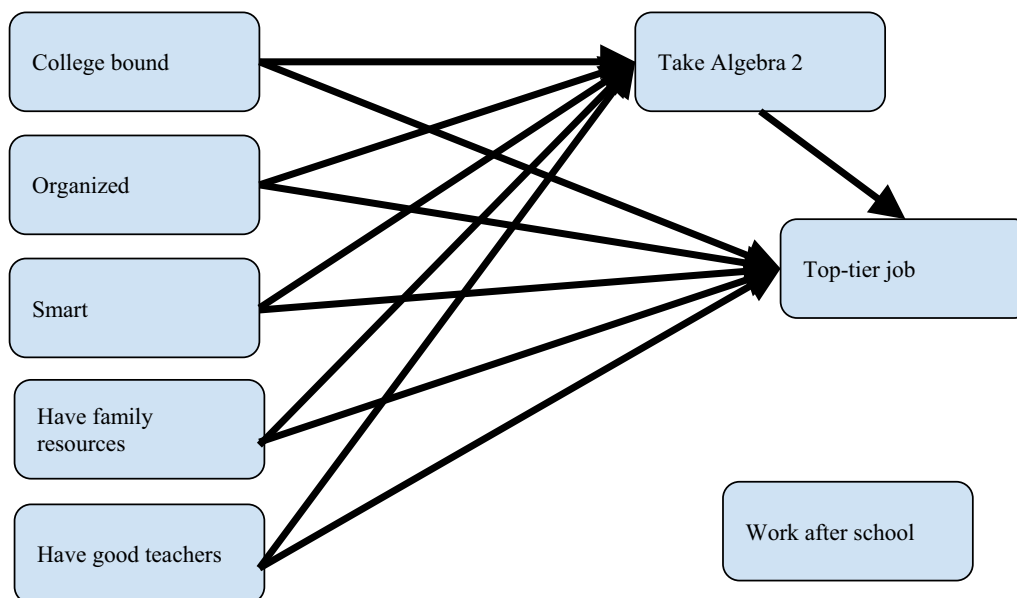 College bound
Take Algebra 2
Organized
Top-tier job
Smart
Have family
resources
Work after school
Have good teachers